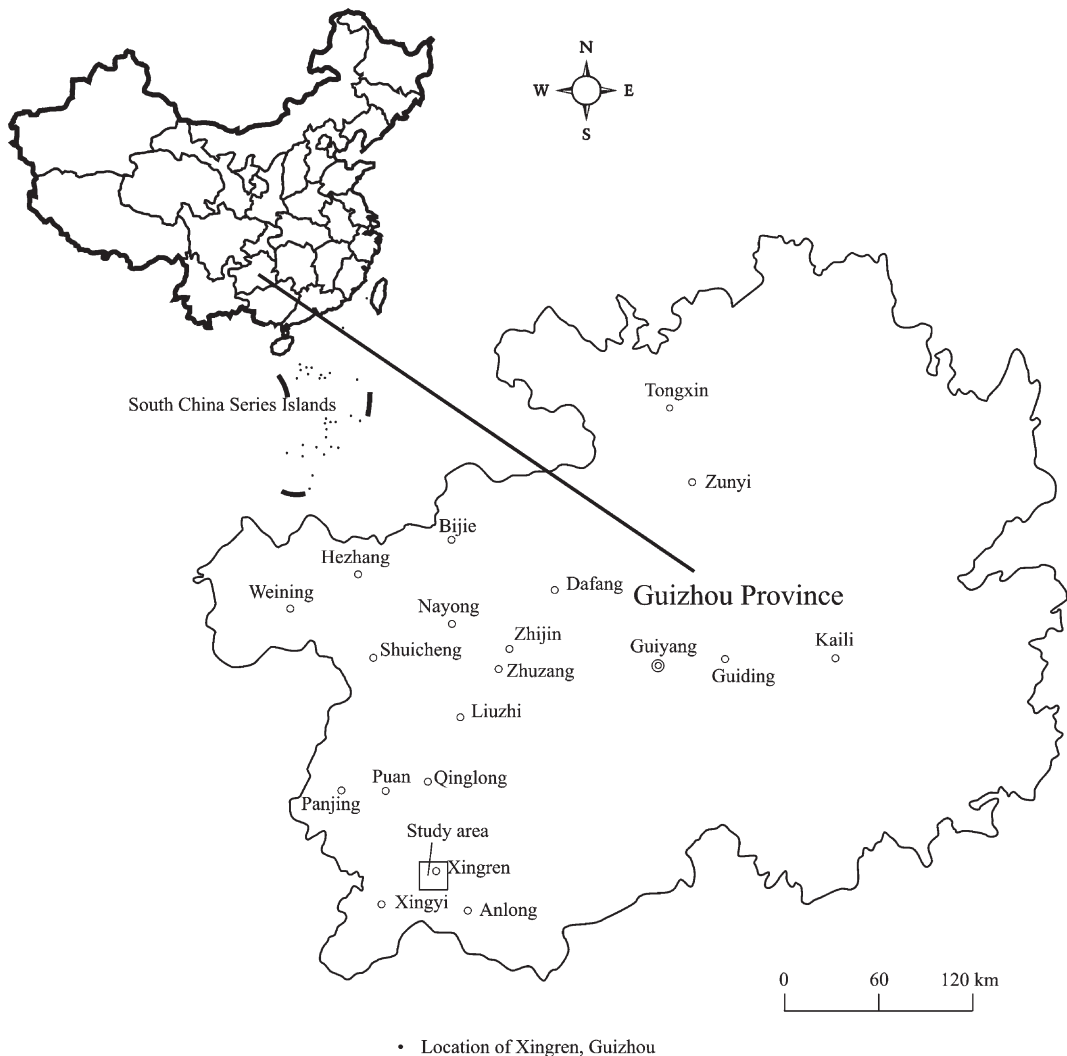 N
W E
S
South China Series Islands
Tongxin
Zunyi
Bijie
Hezhang
Weining
Dafang
Guizhou Province
Nayong
Zhijin
Shuicheng
Zhuzang
Guiyang
Kaili
Guiding
Liuzhi
Puan
Qinglong
Panjing
Study area
Xingren
Xingyi
Anlong
0 60 120 km
• Location of Xingren, Guizhou